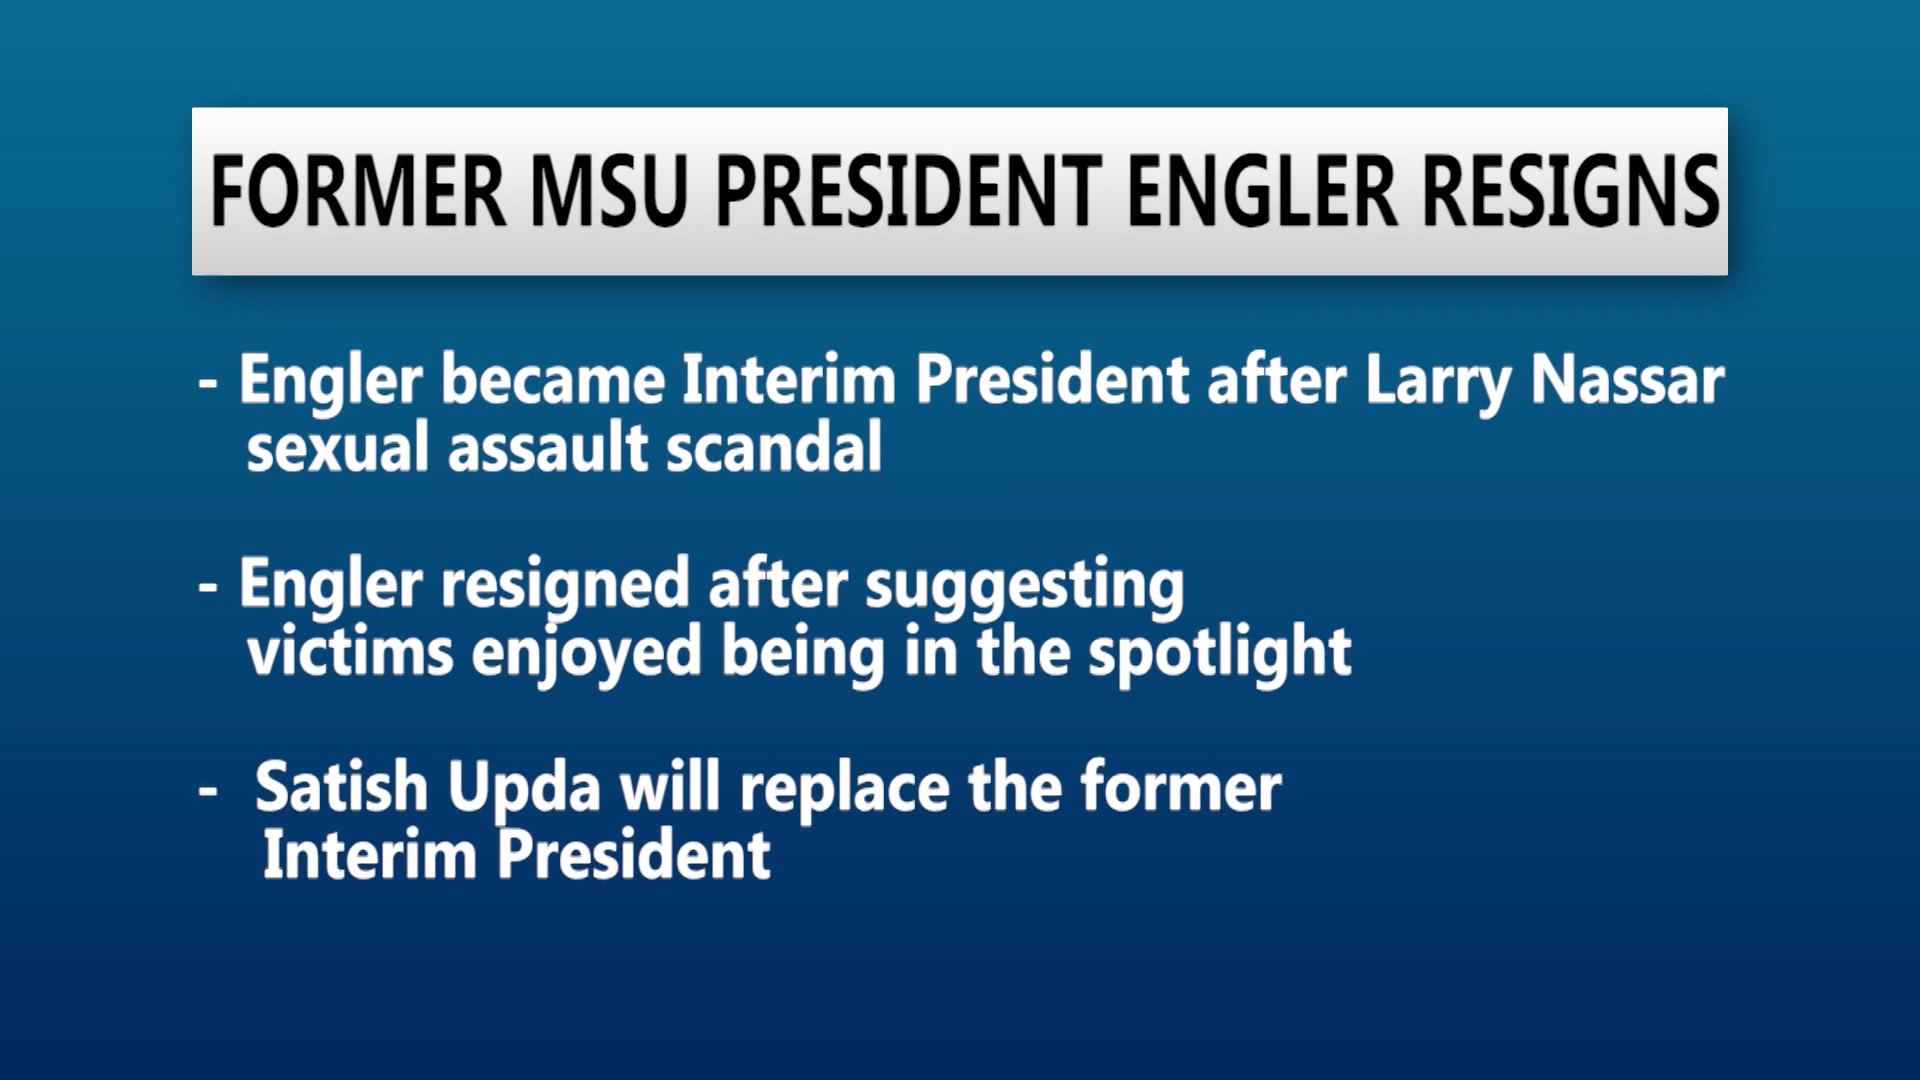 FORMER MSU PRESIDENT ENGLER RESIGNS
- Engler became Interim President after Larry Nassar
sexual assault scandal
- Engler resigned after suggesting
victims enjoyed being in the spotlight
- Satish Upda will replace the former
Interim President